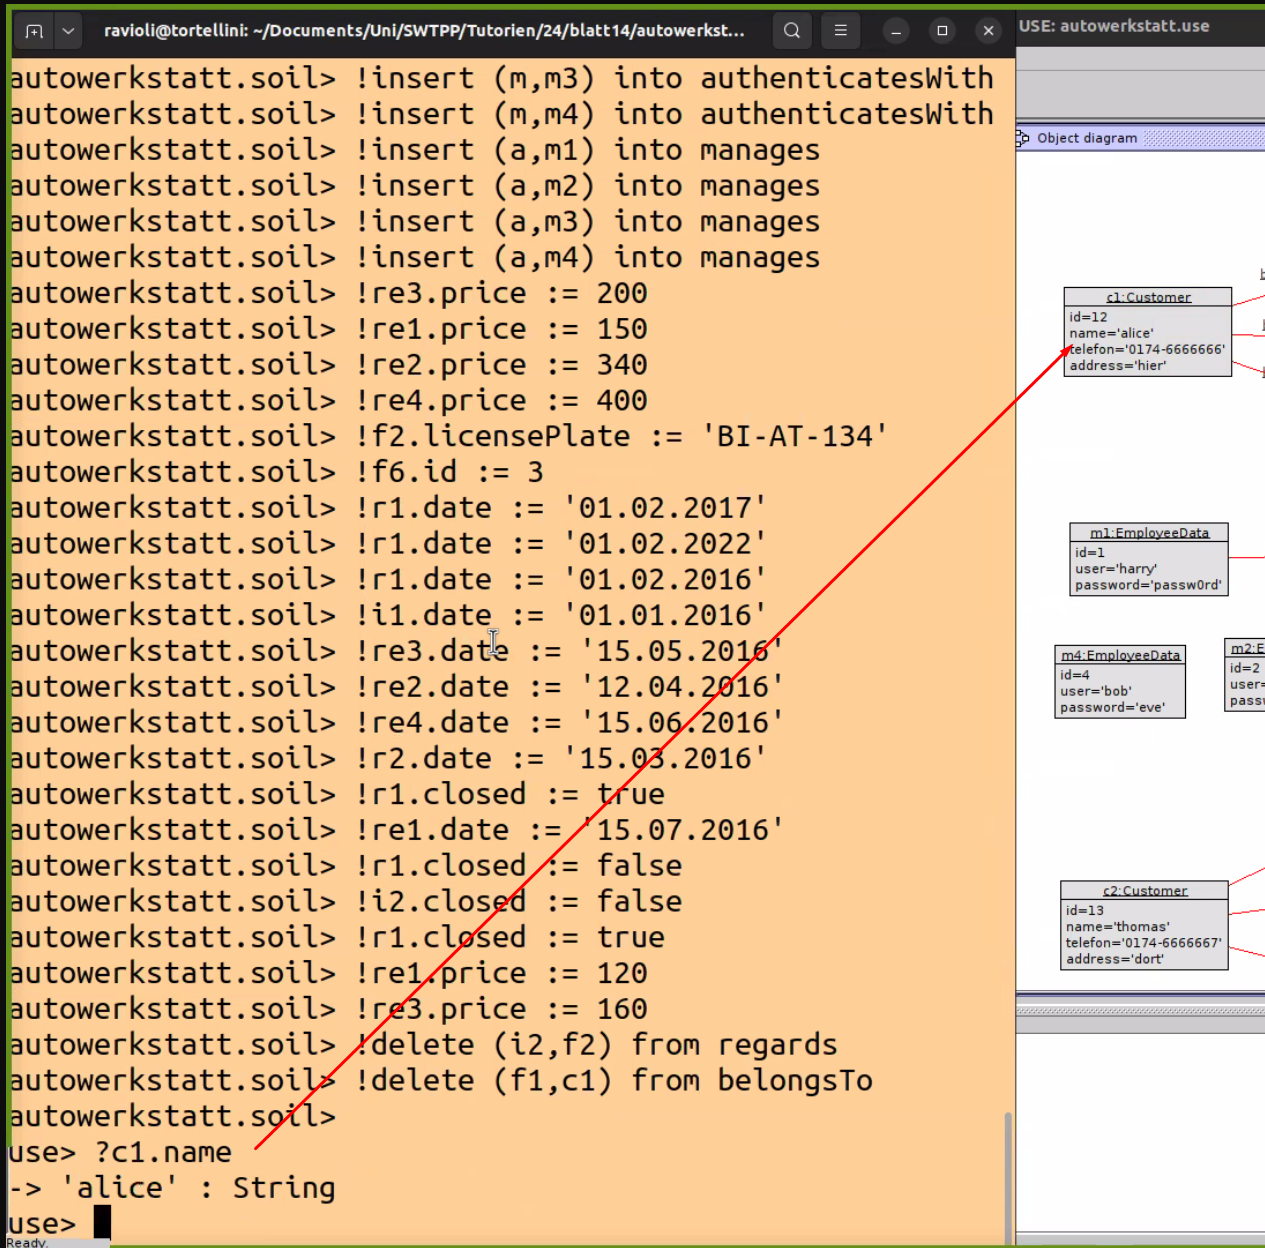 ravioli@tortellini: ~/Documents/Uni/SWTPP/Tutorien/24/blatt14/autowerkst...
autowerkstatt.soil> !insert (m,m3) into authenticatesWith
autowerkstatt.soil> !insert (m,m4) into authenticatesWith
autowerkstatt.soil> !insert (a,m1) into manages
autowerkstatt.soil> !insert (a,m2) into manages
autowerkstatt.soil> !insert (a,m3) into manages
autowerkstatt.soil> !insert (a,m4) into manages
autowerkstatt.soil> !re3.price := 200
autowerkstatt.soil> !re1.price := 150
autowerkstatt.soil> !re2.price := 340
autowerkstatt.soil> !re4.price := 400
autowerkstatt.soil> !f2.licensePlate := 'BI-AT-134'
autowerkstatt.soil> !f6.id := 3
autowerkstatt.soil> !r1.date := '01.02.2017'
autowerkstatt.soil> !r1.date := '01.02.2022'
autowerkstatt.soil> !r1.date := '01.02.2016'
autowerkstatt.soil> !i1.date := '01.01.2016'
autowerkstatt.soil> !re3.date := '15.05.2016'
autowerkstatt.soil> !re2.date := '12.04.2016'
autowerkstatt.soil> !re4.date := '15.06.2016'
autowerkstatt.soil> !r2.date := '15.03.2016'
autowerkstatt.soil> !r1.closed := true
autowerkstatt.soil> !re1.date := '15.07.2016'
autowerkstatt.soil> !r1.closed := false
autowerkstatt.soil> !i2.closed := false
autowerkstatt.soil> !r1.closed := true
autowerkstatt.soil> !re1.price := 120
autowerkstatt.soil> !re3.price := 160
autowerkstatt.soil> !delete (i2,f2) from regards
autowerkstatt.soil> !delete (f1,c1) from belongsTo
autowerkstatt.soil>
use> ?c1.name
-> 'alice' : String
use>
Ready.
USE: autowerkstatt.use
Object diagram
c1:Customer
id=12
name='alice'
telefon='0174-6666666'
address='hier'
m1:EmployeeData
id=1
user='harry'
password='passw0rd'
m4:EmployeeData
id=4
user='bob'
password='eve'
m2:E
id=2
user=
passw
c2:Customer
id=13
name='thomas'
telefon='0174-6666667'
address='dort'